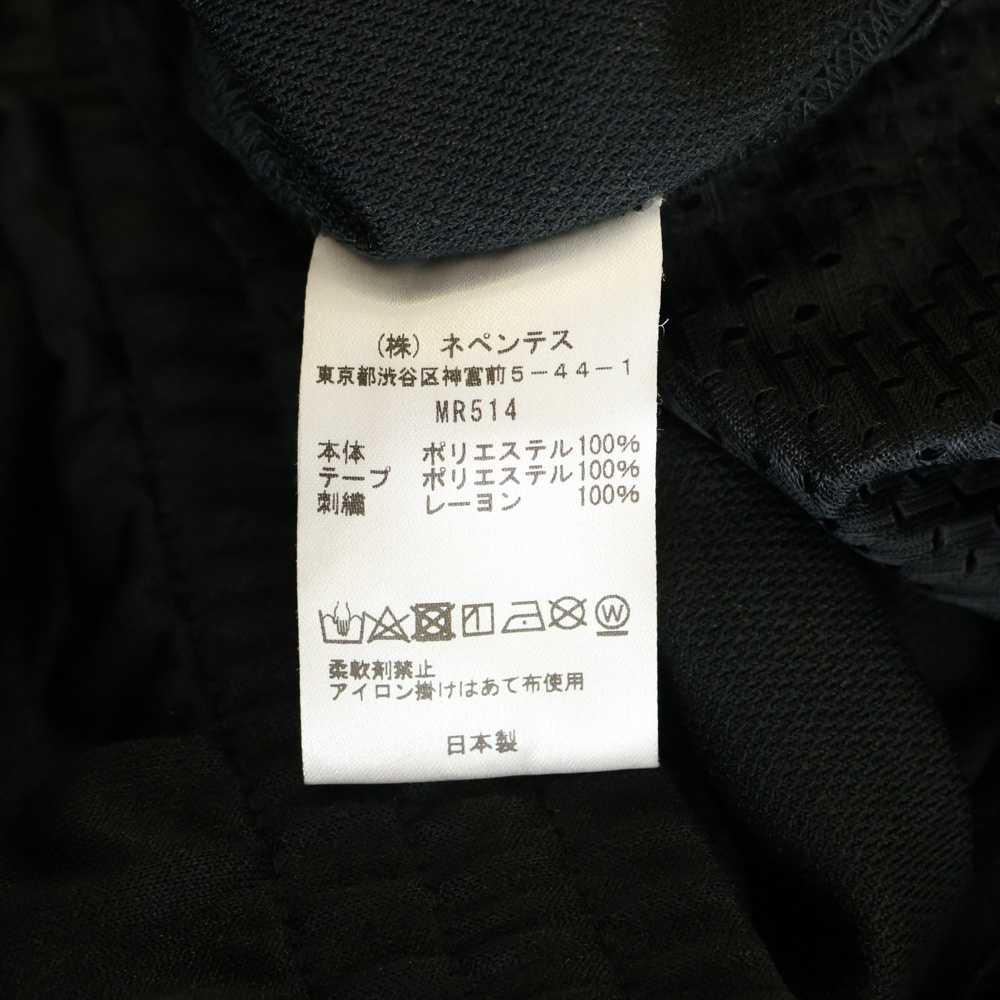 （株）ネペンテス
東京都渋谷区神宮前5－44－1
MR514
本体 ポリエステル100%
テープ ポリエステル100%
刺繍 レーヨン 100%
W
柔軟剤禁止
アイロン掛けはあて布使用
日本製